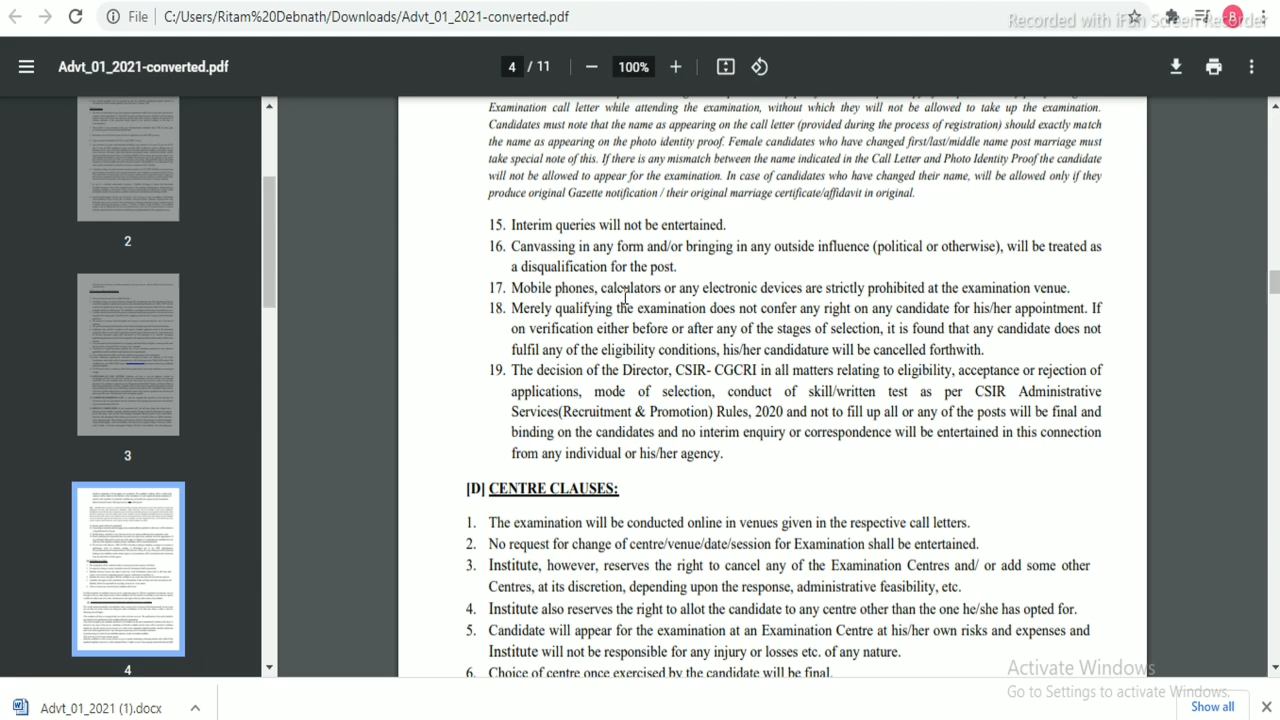 File
C:/Users/Ritam%20Debnath/Downloads/Advt_01_2021-converted.pdf
Recorded with iFun Screen Recorder
B
Advt_01_2021-converted.pdf
4 / 11
100%
Examination call letter while attending the examination, without which they will not be allowed to take up the examination.
Candidates must note that the name as appearing on the call letter (provided during the process of registration) should exactly match
the name as appearing on the photo identity proof. Female candidates who have changed first/last/middle name post marriage must
take special note of this. If there is any mismatch between the name indicated in the Call Letter and Photo Identity Proof the candidate
will not be allowed to appear for the examination. In case of candidates who have changed their name, will be allowed only if they
produce original Gazette notification / their original marriage certificate/affidavit in original.
15. Interim queries will not be entertained.
16. Canvassing in any form and/or bringing in any outside influence (political or otherwise), will be treated as
a disqualification for the post.
17. Mobile phones, calculators or any electronic devices are strictly prohibited at the examination venue.
18. Merely qualifying the examination does not confer any right on any candidate for his/her appointment. If
on verification either before or after any of the stages of selection, it is found that any candidate does not
fulfill any of the eligibility conditions, his/her candidature will be cancelled forthwith.
19. The decision of the Director, CSIR- CGCRI in all matters relating to eligibility, acceptance or rejection of
applications, mode of selection, conduct of skill/written test as per CSIR Administrative
Services(Recruitment & Promotion) Rules, 2020 and not to fill up all or any of the posts will be final and
binding on the candidates and no interim enquiry or correspondence will be entertained in this connection
from any individual or his/her agency.
[D] CENTRE CLAUSES:
1. The examination will be conducted online in venues given in the respective call letters.
2. No request for change of centre/venue/date/session for Examination shall be entertained.
3. Institute, however, reserves the right to cancel any of the Examination Centres and/ or add some other
Centres, at its discretion, depending upon the response, administrative feasibility, etc.
4. Institute also reserves the right to allot the candidate to any centre other than the one he/she has opted for.
5. Candidate will appear for the examination at an Examination Centre at his/her own risks and expenses and
Institute will not be responsible for any injury or losses etc. of any nature.
6. Choice of centre once exercised by the candidate will be final.
2
3
4
Activate Windows
Go to Settings to activate Windows.
Advt_01_2021 (1).docx
Show all